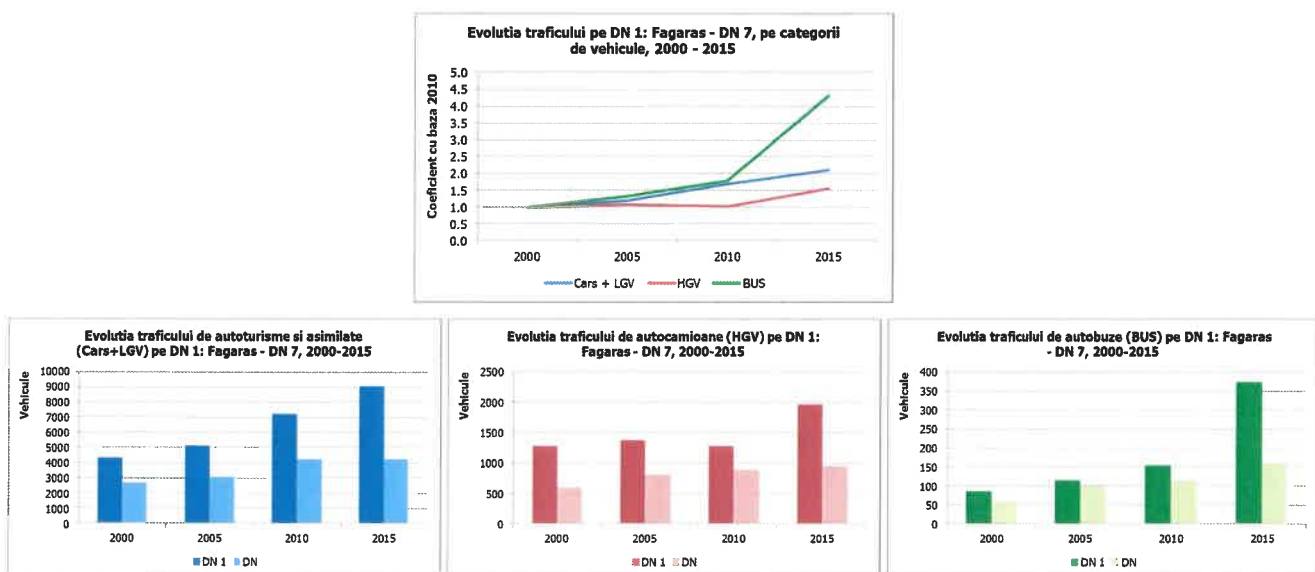 Evolutia traficului pe DN 1: Fagaras - DN 7, pe categorii
de vehicule, 2000 - 2015
Coeficient cu baza 2010
5.0
4.5
4.0
3.5
3.0
2.5
2.0
1.5
1.0
0.5
0.0
2000 2005 2010 2015
Cars + LGV HGV BUS
Evolutia traficului de autoturisme si asimilate
(Cars+LGV) pe DN 1: Fagaras - DN 7, 2000-2015
Vehicule
10000
9000
8000
7000
6000
5000
4000
3000
2000
1000
0
2000 2005 2010 2015
DN 1 DN
Evolutia traficului de autocamioane (HGV) pe DN 1:
Fagaras - DN 7, 2000-2015
Vehicule
2500
2000
1500
1000
500
0
2000 2005 2010 2015
DN 1 DN
Evolutia traficului de autobuze (BUS) pe DN 1: Fagaras
- DN 7, 2000-2015
Vehicule
400
350
300
250
200
150
100
50
0
2000 2005 2010 2015
DN 1 DN